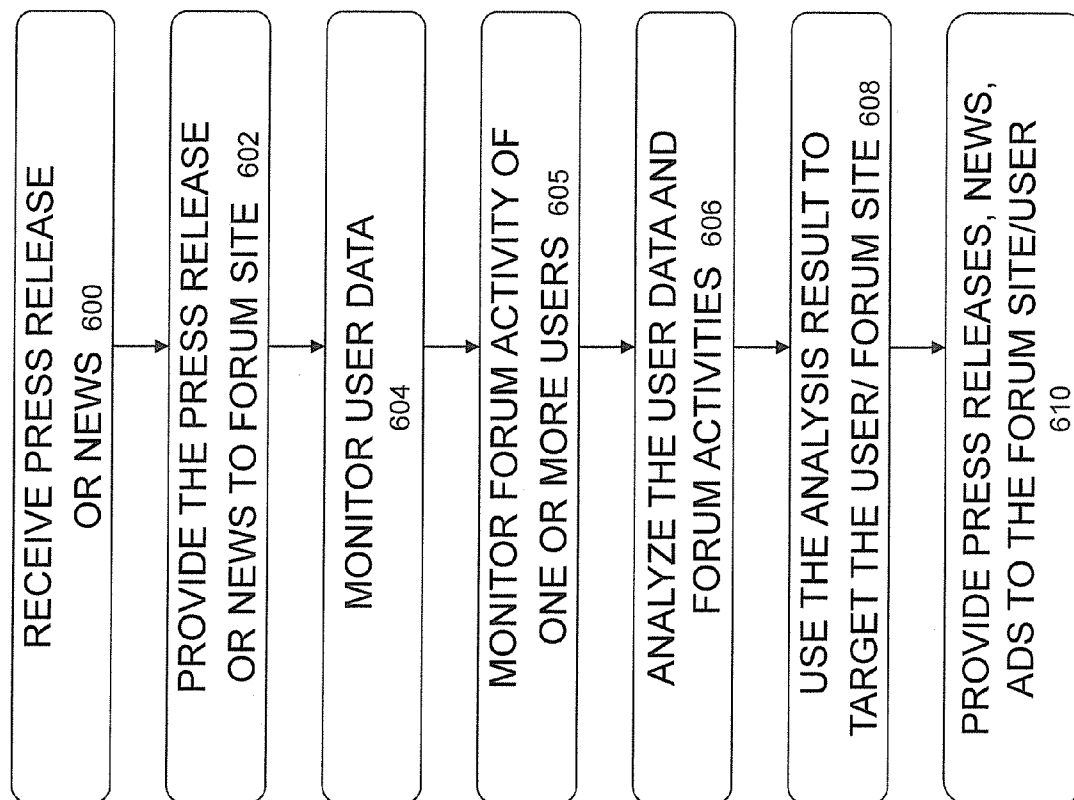 RECEIVE PRESS RELEASE
OR NEWS 600
PROVIDE THE PRESS RELEASE
OR NEWS TO FORUM SITE 602
MONITOR USER DATA
604
MONITOR FORUM ACTIVITY OF
ONE OR MORE USERS 605
ANALYZE THE USER DATA AND
FORUM ACTIVITIES 606
USE THE ANALYSIS RESULT TO
TARGET THE USER/ FORUM SITE 608
PROVIDE PRESS RELEASES, NEWS,
ADS TO THE FORUM SITE/USER
610